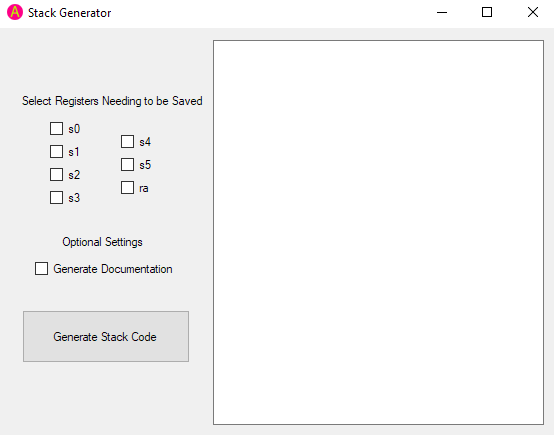 A Stack Generator
Select Registers Needing to be Saved
s0
s1
s2
s3
s4
s5
ra
Optional Settings
Generate Documentation
Generate Stack Code